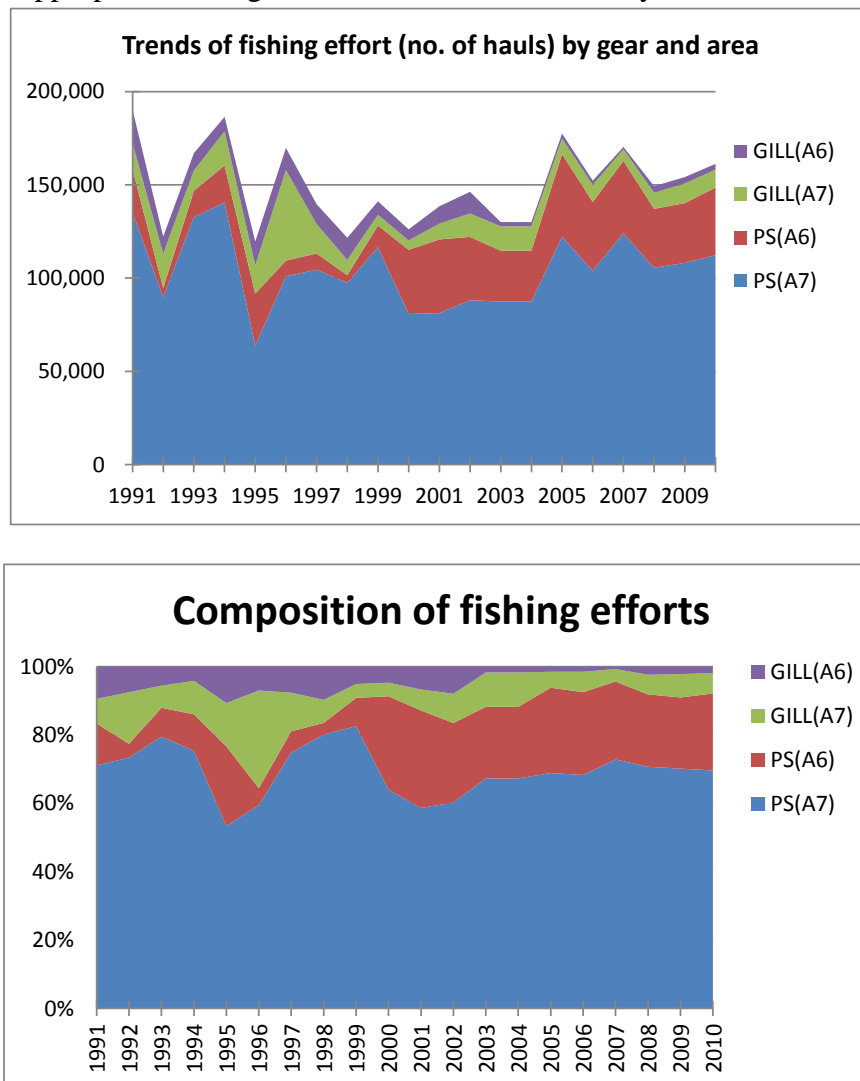 Trends of fishing effort (no. of hauls) by gear and area
200,000
150,000
100,000
50,000
0
1991 1993 1995 1997 1999 2001 2003 2005 2007 2009
GILL(A6)
GILL(A7)
PS(A6)
PS(A7)
Composition of fishing efforts
100%
80%
60%
40%
20%
0%
1991 1992 1993 1994 1995 1996 1997 1998 1999 2000 2001 2002 2003 2004 2005 2006 2007 2008 2009 2010
GILL(A6)
GILL(A7)
PS(A6)
PS(A7)